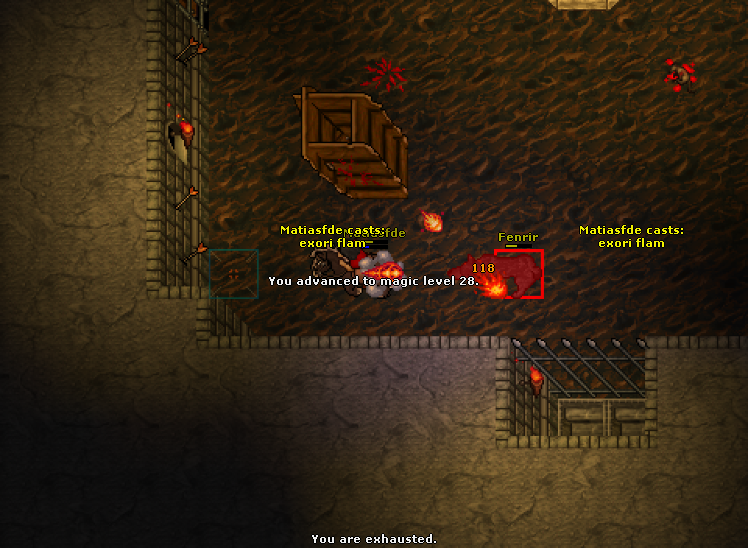 Matiasfde casts:
exori flam
Matiasfde
Fenrir
Matiasfde casts:
exori flam
118
You advanced to magic level 28.
You are exhausted.